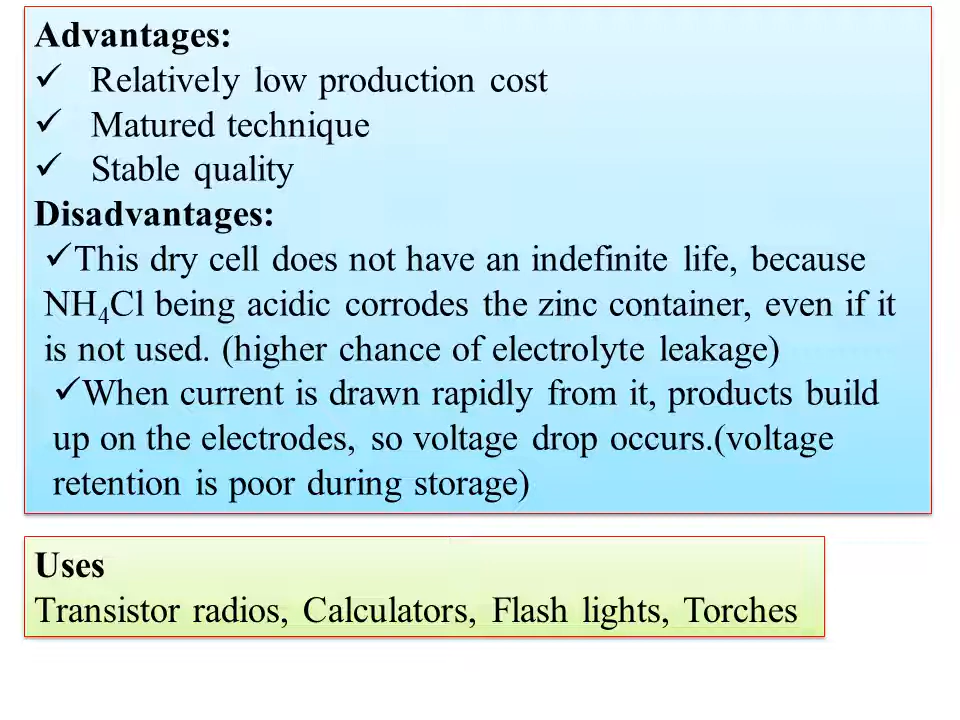 Advantages:
✓ Relatively low production cost
✓ Matured technique
✓ Stable quality
Disadvantages:
✓This dry cell does not have an indefinite life, because
NH₄Cl being acidic corrodes the zinc container, even if it
is not used. (higher chance of electrolyte leakage)
✓When current is drawn rapidly from it, products build
up on the electrodes, so voltage drop occurs.(voltage
retention is poor during storage)
Uses
Transistor radios, Calculators, Flash lights, Torches